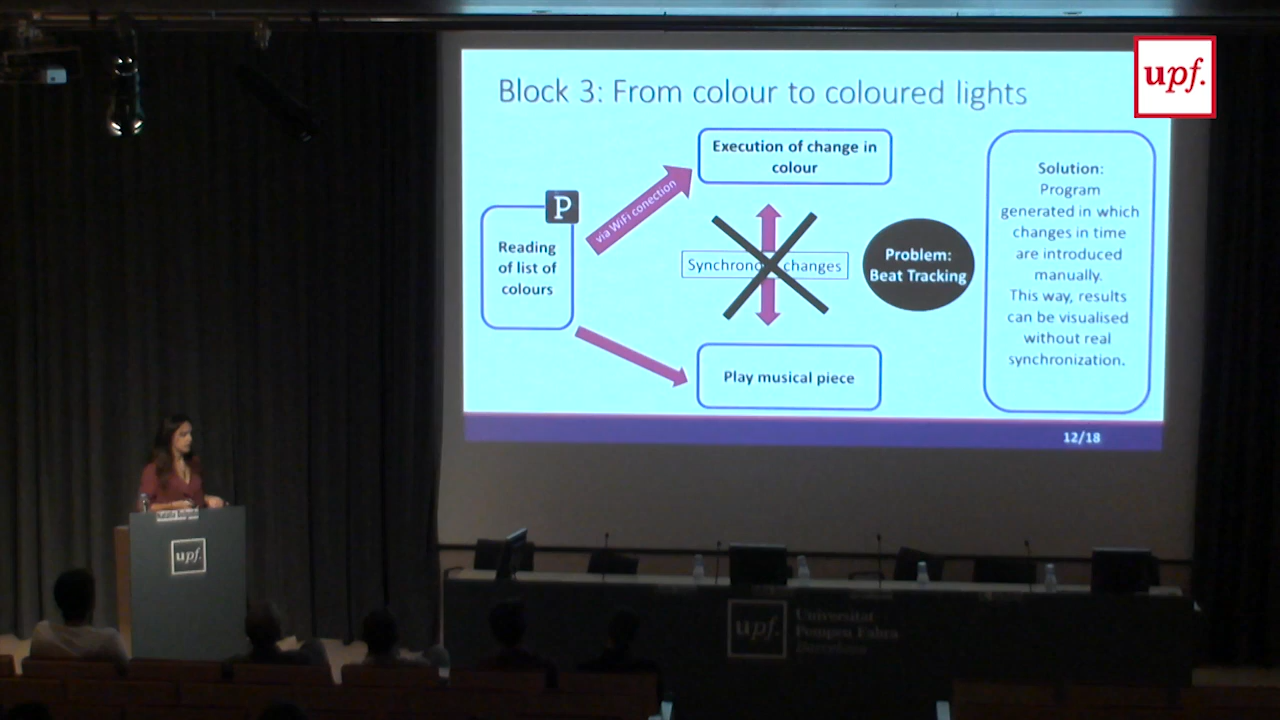 upf.
Block 3: From colour to coloured lights
Execution of change in
colour
via WiFi conection
P
Reading
of list of
colours
Synchrono changes
Problem:
Beat Tracking
Play musical piece
Solution:
Program
generated in which
changes in time
are introduced
manually.
This way, results
can be visualised
without real
synchronization.
12/18
upf.
upf.
Universitat
Pompeu Fabra
Barcelona